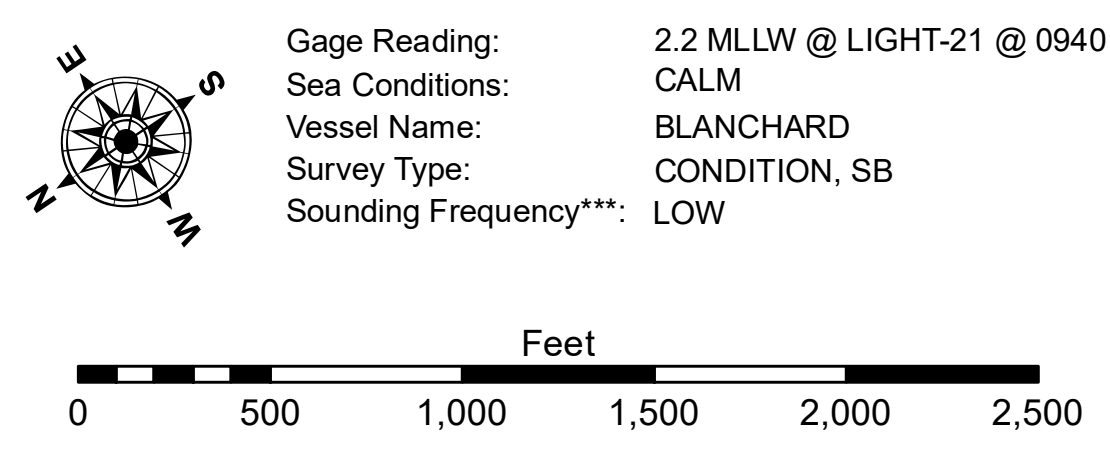 E
S
N
W
Gage Reading: 2.2 MLLW @ LIGHT-21 @ 0940
Sea Conditions: CALM
Vessel Name: BLANCHARD
Survey Type: CONDITION, SB
Sounding Frequency***: LOW
Feet
0 500 1,000 1,500 2,000 2,500